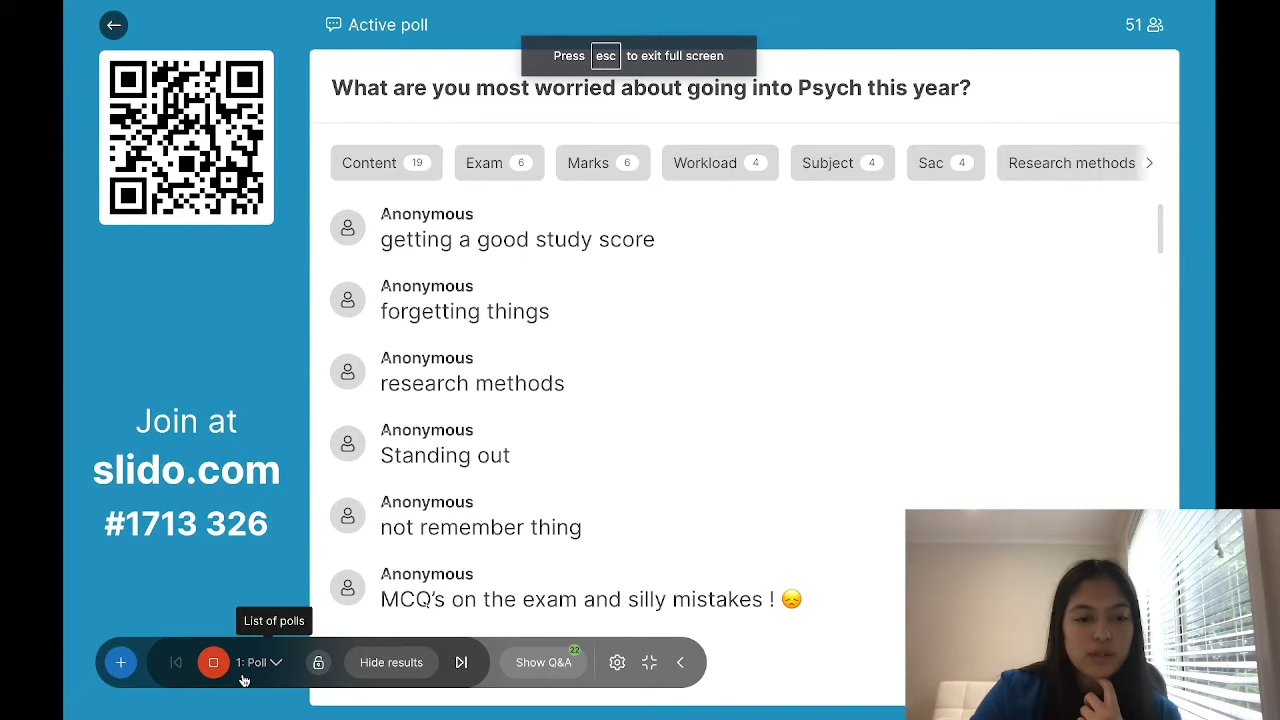 Active poll
51
Press esc to exit full screen
What are you most worried about going into Psych this year?
Content 19
Exam 6
Marks 6
Workload 4
Subject 4
Sac 4
Research methods
Anonymous
getting a good study score
Anonymous
forgetting things
Anonymous
research methods
Anonymous
Standing out
Anonymous
not remember thing
Anonymous
MCQ's on the exam and silly mistakes ! 😞
Join at
slido.com
#1713 326
List of polls
1: Poll
Hide results
Show Q&A
22